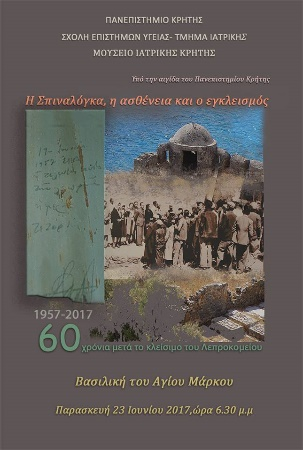 ΠΑΝΕΠΙΣΤΗΜΙΟ ΚΡΗΤΗΣ
ΣΧΟΛΗ ΕΠΙΣΤΗΜΩΝ ΥΓΕΙΑΣ- ΤΜΗΜΑ ΙΑΤΡΙΚΗΣ
ΜΟΥΣΕΙΟ ΙΑΤΡΙΚΗΣ ΚΡΗΤΗΣ
Υπό την αιγίδα του Πανεπιστημίου Κρήτης
Η Σπιναλόγκα, η ασθένεια και ο εγκλεισμός
1957-2017
60 χρόνια μετά το κλείσιμο του Λεπροκομείου
Βασιλική του Αγίου Μάρκου
Παρασκευή 23 Ιουνίου 2017,ώρα 6.30 μ.μ